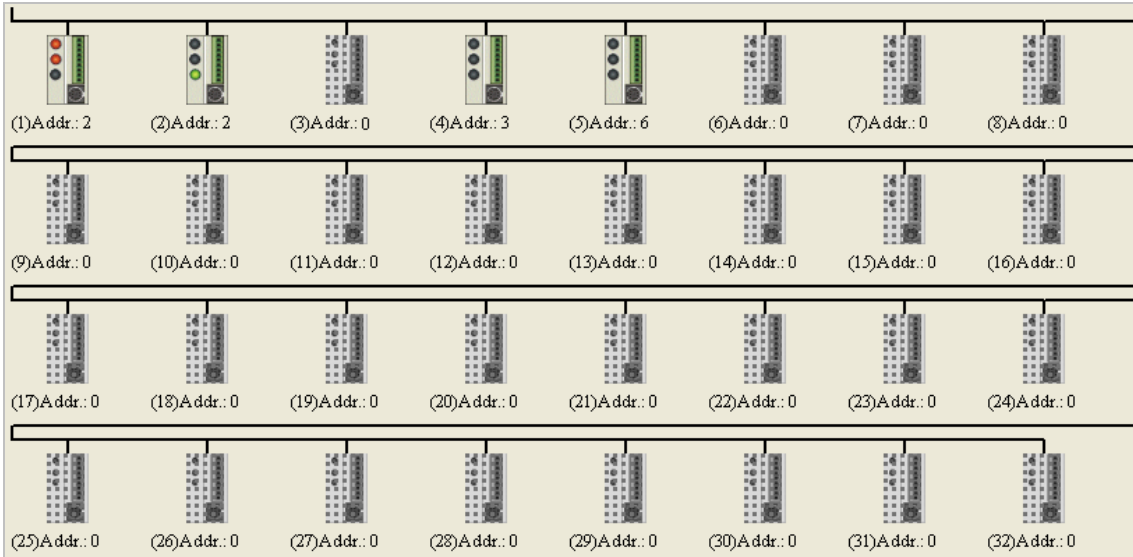 (1)Addr.: 2 (2)Addr.: 2 (3)Addr.: 0 (4)Addr.: 3 (5)Addr.: 6 (6)Addr.: 0 (7)Addr.: 0 (8)Addr.: 0
(9)Addr.: 0 (10)Addr.: 0 (11)Addr.: 0 (12)Addr.: 0 (13)Addr.: 0 (14)Addr.: 0 (15)Addr.: 0 (16)Addr.: 0
(17)Addr.: 0 (18)Addr.: 0 (19)Addr.: 0 (20)Addr.: 0 (21)Addr.: 0 (22)Addr.: 0 (23)Addr.: 0 (24)Addr.: 0
(25)Addr.: 0 (26)Addr.: 0 (27)Addr.: 0 (28)Addr.: 0 (29)Addr.: 0 (30)Addr.: 0 (31)Addr.: 0 (32)Addr.: 0